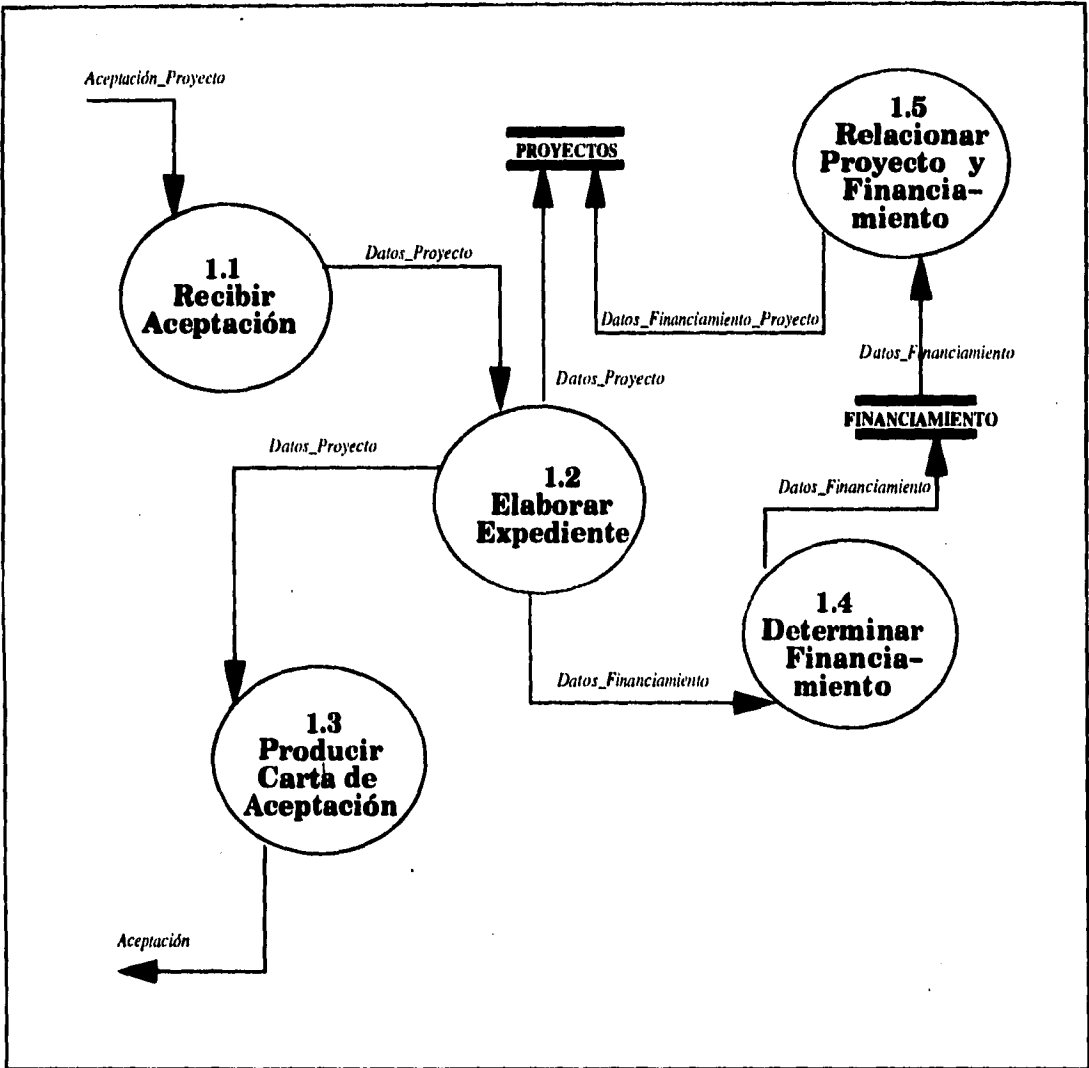 Aceptación_Proyecto
1.5
Relacionar
Proyecto y
Financia-
miento
PROYECTOS
Datos_Proyecto
1.1
Recibir
Aceptación
Datos_Financiamiento_Proyecto
Datos_Financiamiento
Datos_Proyecto
FINANCIAMIENTO
Datos_Proyecto
1.2
Elaborar
Expediente
Datos_Financiamiento
1.4
Determinar
Financia-
miento
Datos_Financiamiento
1.3
Producir
Carta de
Aceptación
Aceptación